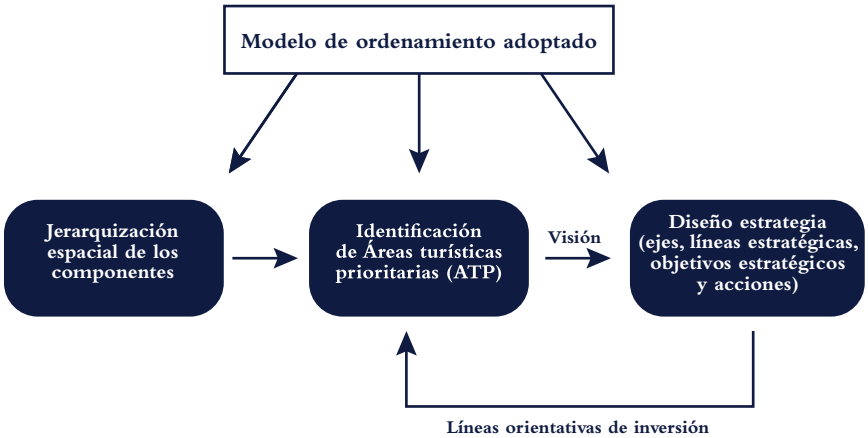 Modelo de ordenamiento adoptado
Jerarquización
espacial de los
componentes
Identificación
de Áreas turísticas
prioritarias (ATP)
Visión
Diseño estrategia
(ejes, líneas estratégicas,
objetivos estratégicos
y acciones)
Líneas orientativas de inversión